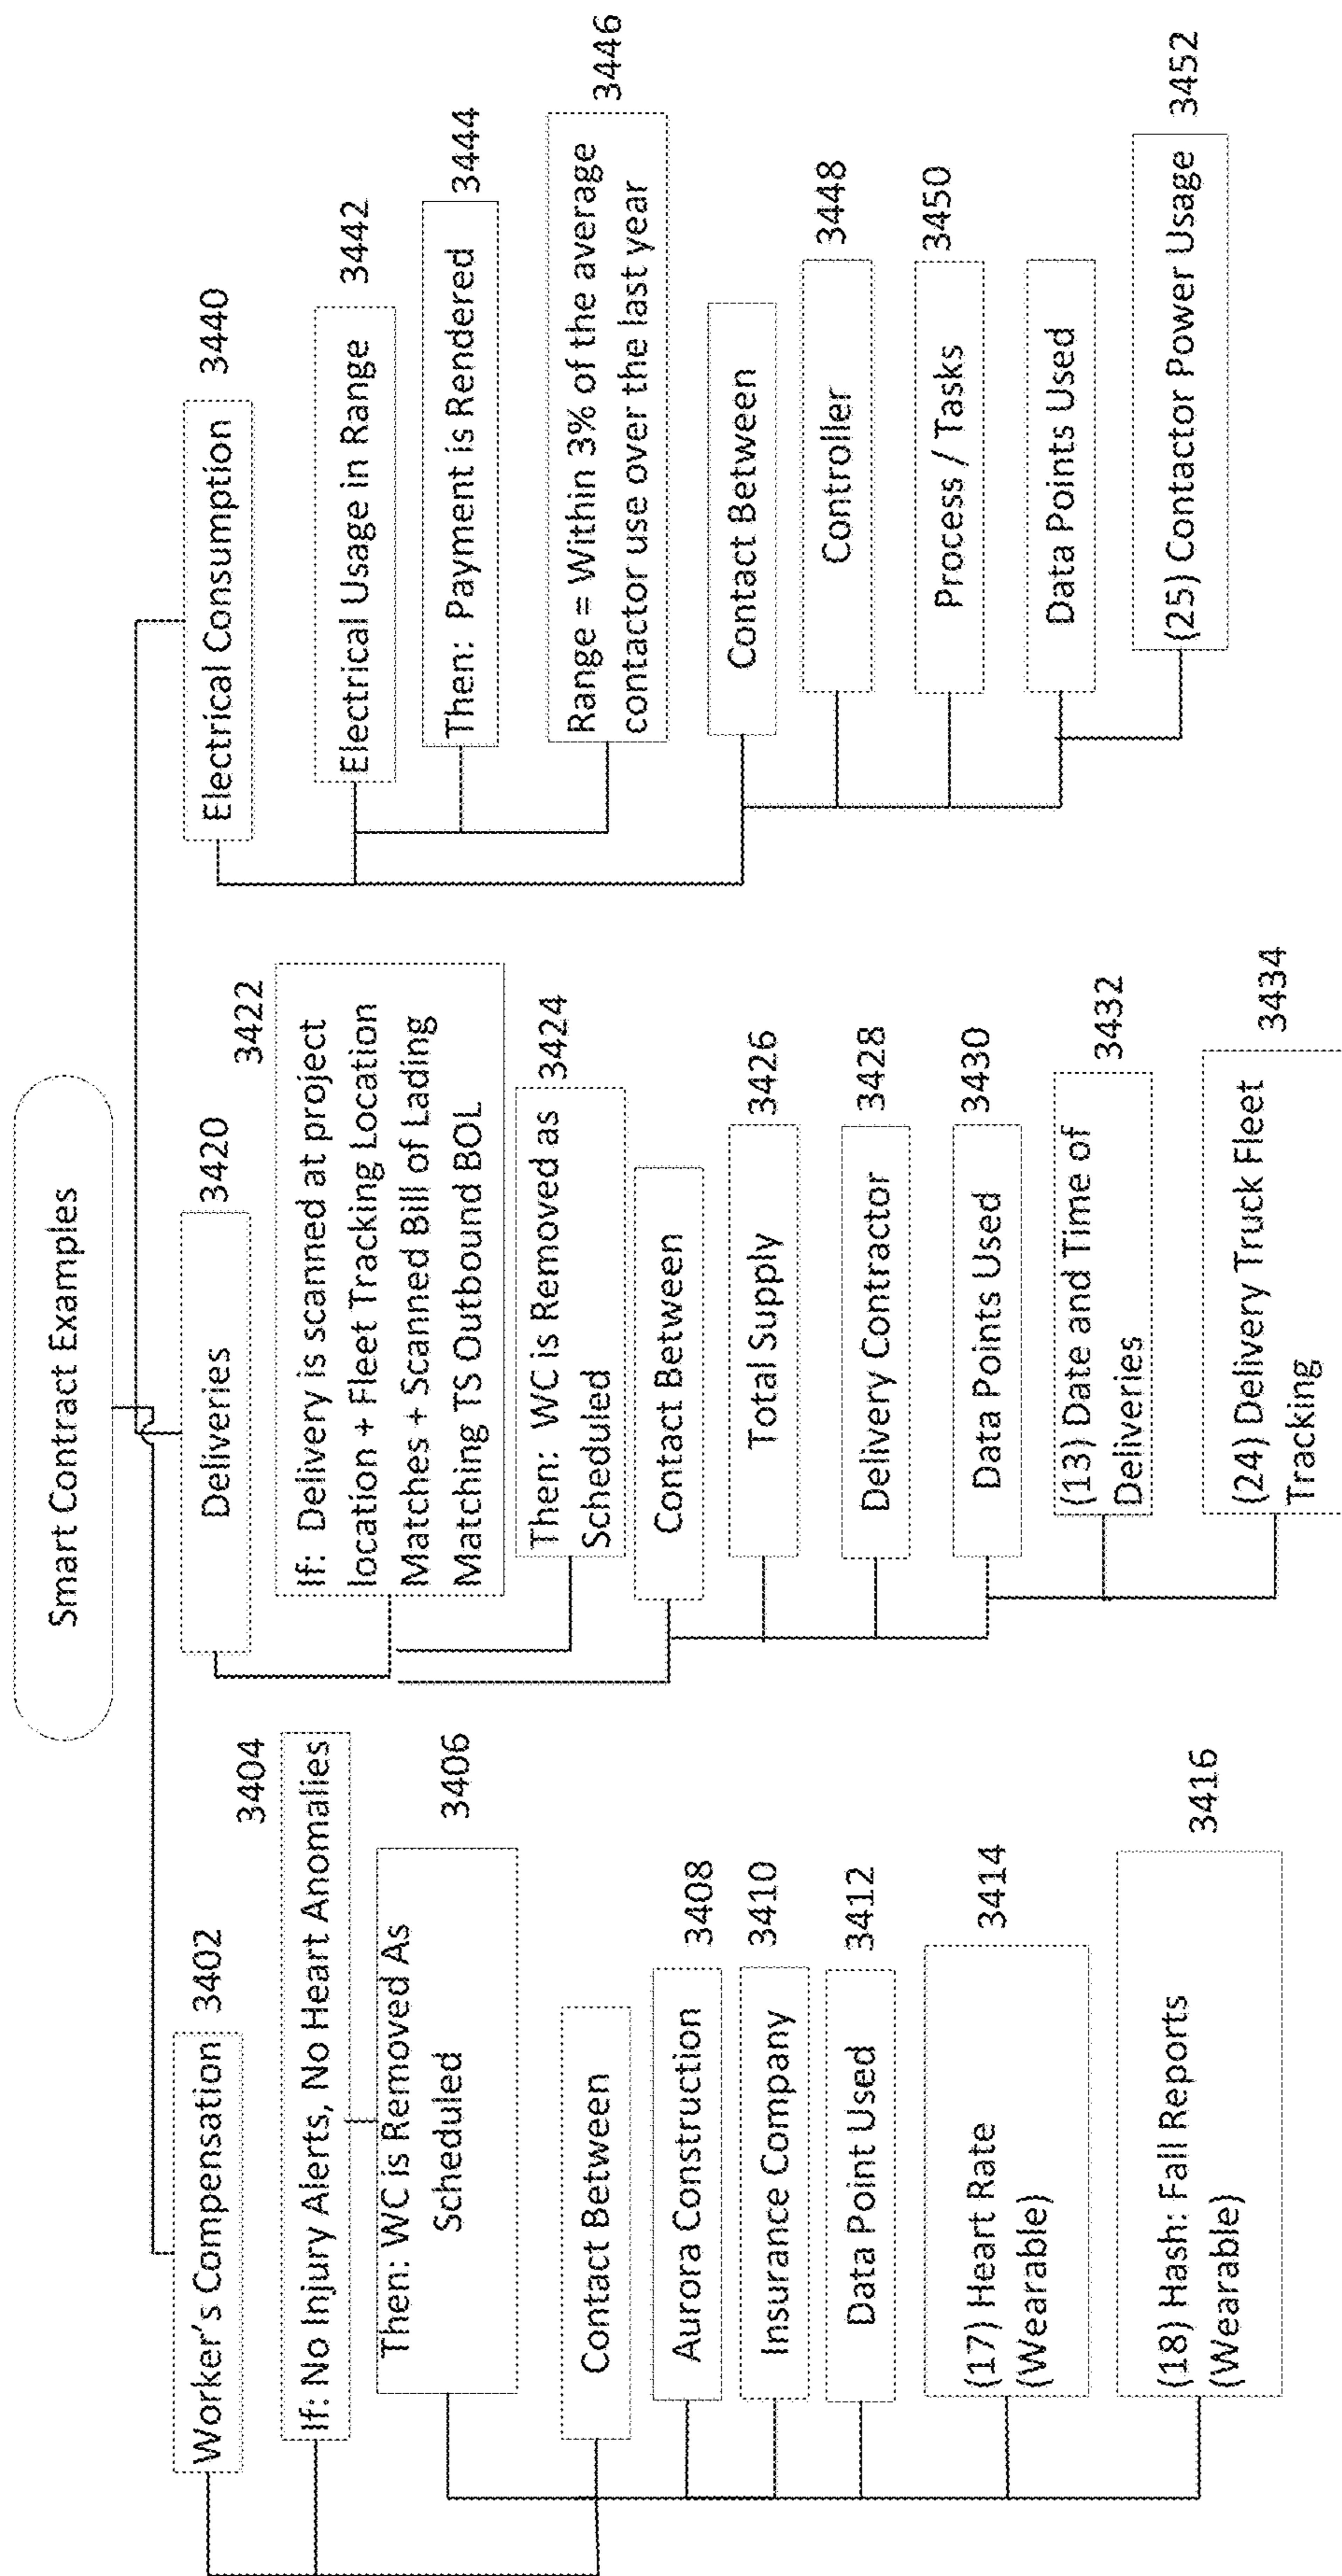 Smart Contract Examples
Worker's Compensation
3402
If: No Injury Alerts, No Heart Anomalies
3404
Then: WC is Removed As
Scheduled
3406
Contact Between
Aurora Construction
3408
Insurance Company
3410
Data Point Used
3412
(17) Heart Rate
(Wearable)
3414
(18) Hash: Fall Reports
(Wearable)
3416
Deliveries
3420
If: Delivery is scanned at project
location + Fleet Tracking Location
Matches + Scanned Bill of Lading
Matching TS Outbound BOL
3422
Then: WC is Removed as
Scheduled
3424
Contact Between
Total Supply
3426
Delivery Contractor
3428
Data Points Used
3430
(13) Date and Time of
Deliveries
3432
(24) Delivery Truck Fleet
Tracking
3434
Electrical Consumption
3440
Electrical Usage in Range
3442
Then: Payment is Rendered
3444
Range = Within 3% of the average
contactor use over the last year
3446
Contact Between
Controller
3448
Process / Tasks
3450
Data Points Used
(25) Contactor Power Usage
3452